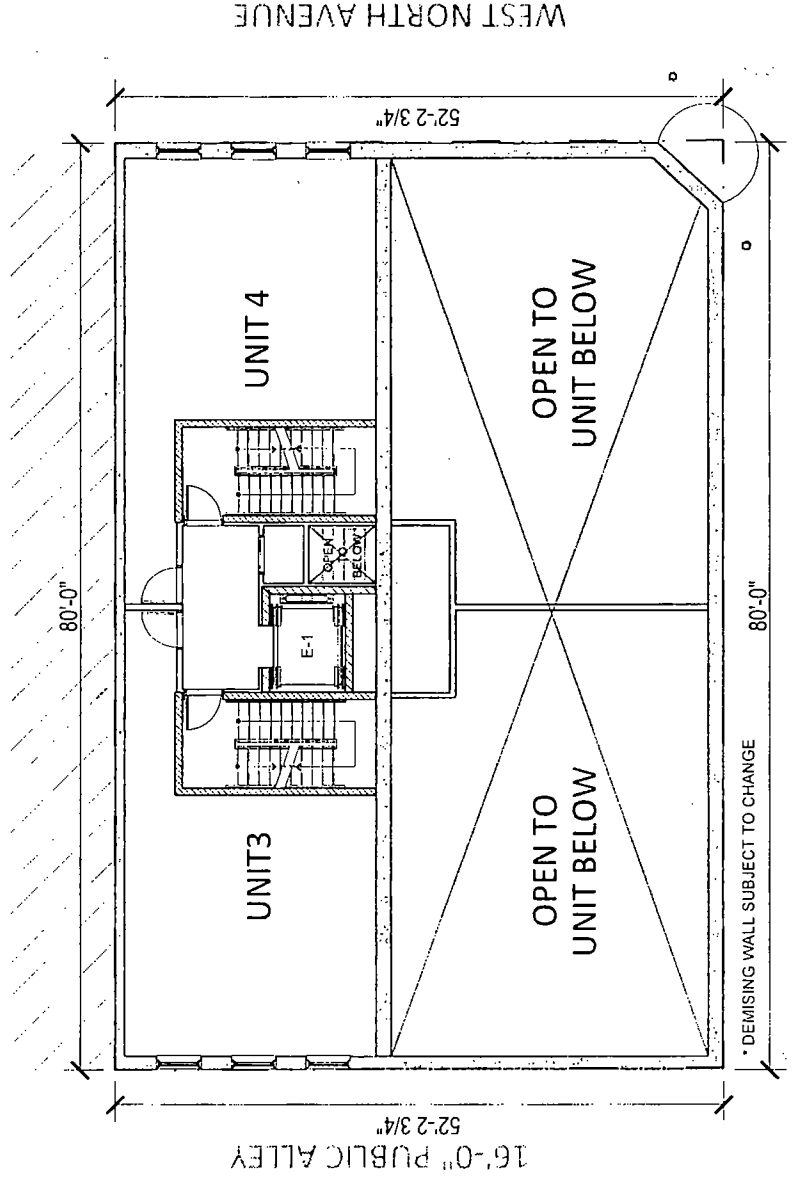 WEST NORTH AVENUE
52'-2 3/4"
80'-0"
UNIT 4
OPEN TO
UNIT BELOW
OPEN
TO
BELOW
E-1
80'-0"
UNIT3
OPEN TO
UNIT BELOW
* DEMISING WALL SUBJECT TO CHANGE
52'-2 3/4"
16'-0" PUBLIC ALLEY